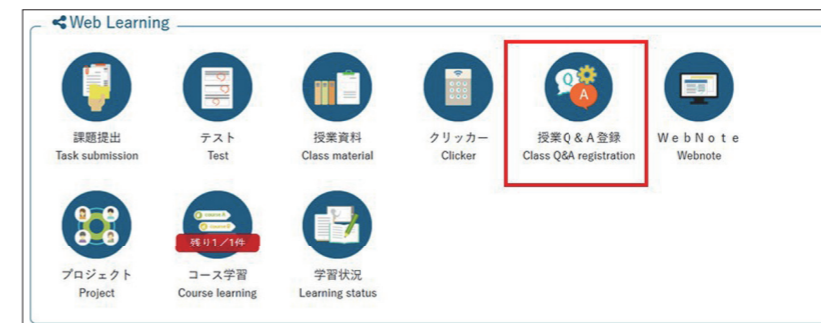 Web Learning
Q
A
課題提出
テスト
授業資料
クリッカー
授業Q&A登録
WebNote
Task submission
Test
Class material
Clicker
Class Q&A registration
Webnote
course A
course B
残り1/1件
プロジェクト
コース学習
学習状況
Project
Course learning
Learning status